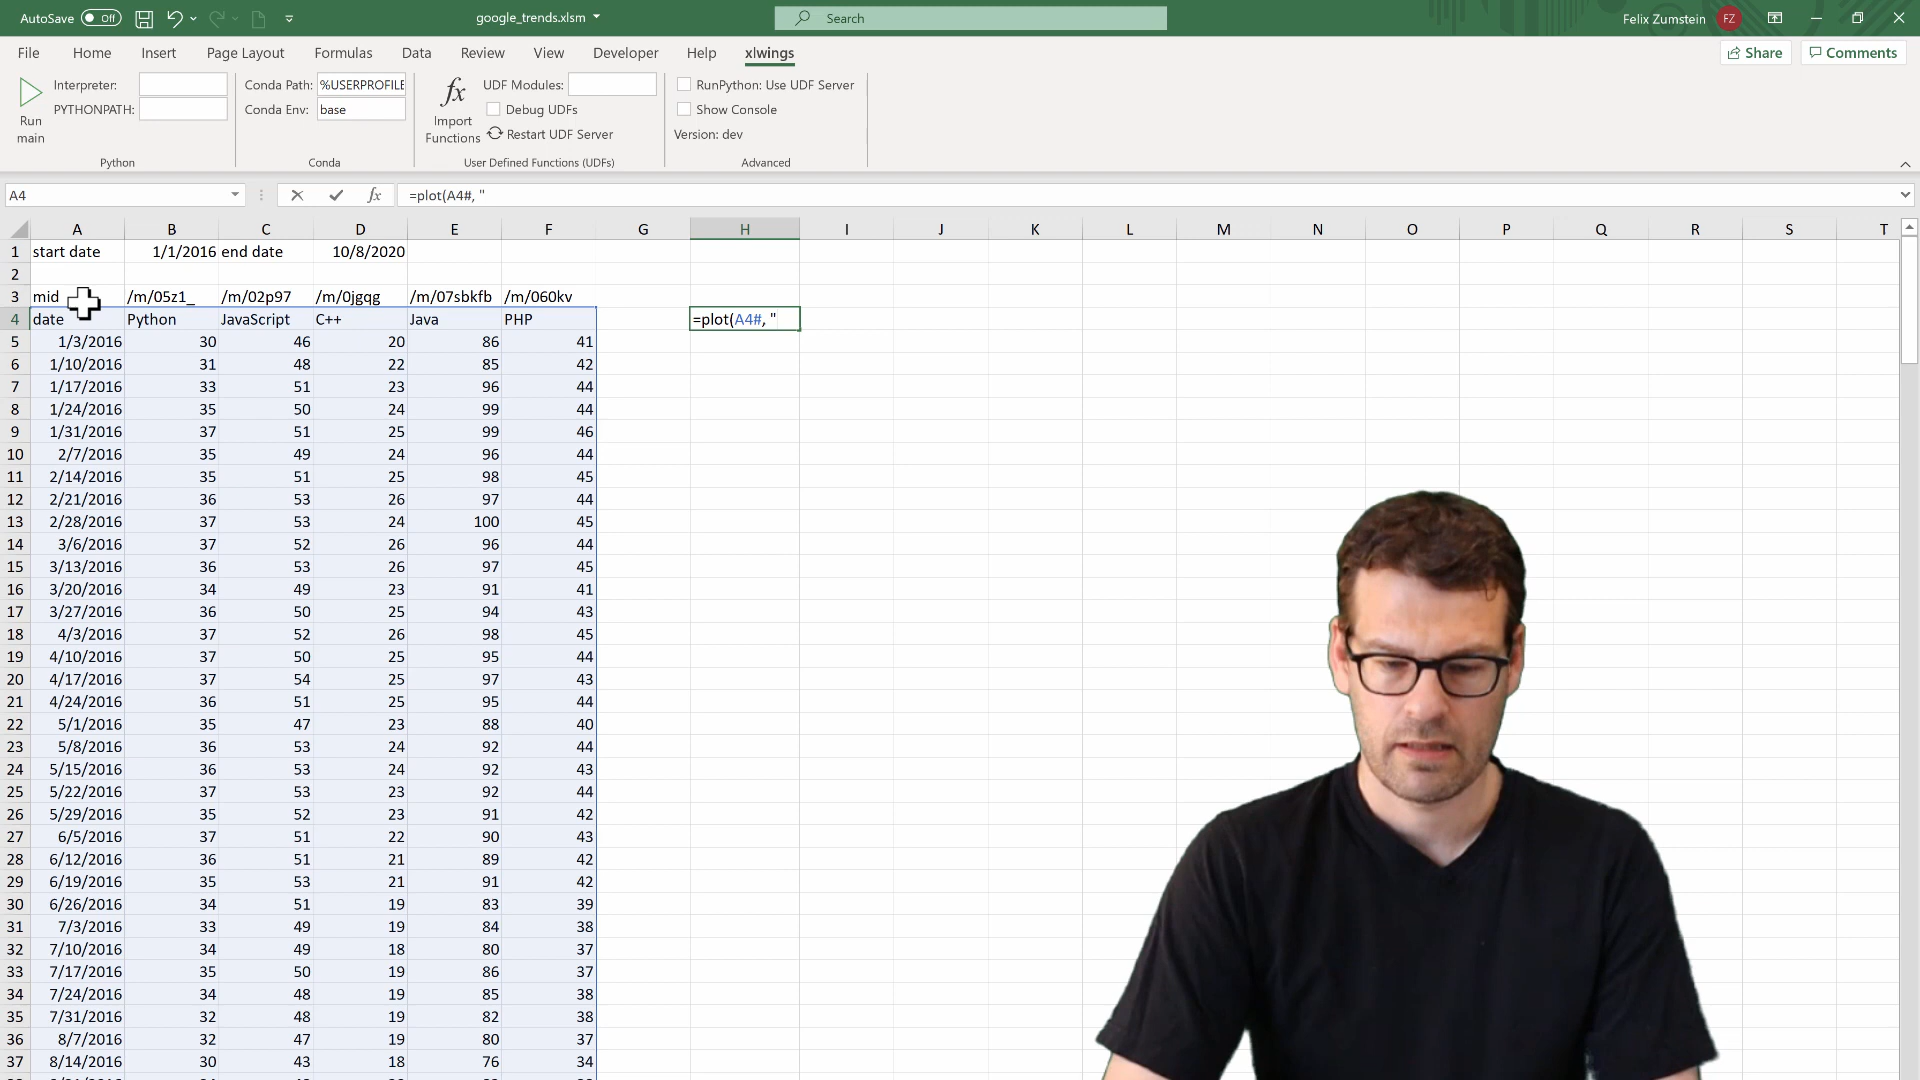 AutoSave Off google_trends.xlsm Search Felix Zumstein FZ
File Home Insert Page Layout Formulas Data Review View Developer Help xlwings Share Comments
Interpreter: Conda Path: %USERPROFILE UDF Modules: RunPython: Use UDF Server
PYTHONPATH: Conda Env: base Debug UDFs Show Console
Run main Import Functions Restart UDF Server Version: dev
Python Conda User Defined Functions (UDFs) Advanced
A4 fx =plot(A4#, "
A B C D E F G H I J K L M N O P Q R S T
1 start date 1/1/2016 end date 10/8/2020
2
3 mid /m/05z1_ /m/02p97 /m/0jgqg /m/07sbkfb /m/060kv
4 date Python JavaScript C++ Java PHP =plot(A4#, "
5 1/3/2016 30 46 20 86 41
6 1/10/2016 31 48 22 85 42
7 1/17/2016 33 51 23 96 44
8 1/24/2016 35 50 24 99 44
9 1/31/2016 37 51 25 99 46
10 2/7/2016 35 49 24 96 44
11 2/14/2016 35 51 25 98 45
12 2/21/2016 36 53 26 97 44
13 2/28/2016 37 53 24 100 45
14 3/6/2016 37 52 26 96 44
15 3/13/2016 36 53 26 97 45
16 3/20/2016 34 49 23 91 41
17 3/27/2016 36 50 25 94 43
18 4/3/2016 37 52 26 98 45
19 4/10/2016 37 50 25 95 44
20 4/17/2016 37 54 25 97 43
21 4/24/2016 36 51 25 95 44
22 5/1/2016 35 47 23 88 40
23 5/8/2016 36 53 24 92 44
24 5/15/2016 36 53 24 92 43
25 5/22/2016 37 53 23 92 44
26 5/29/2016 35 52 23 91 42
27 6/5/2016 37 51 22 90 43
28 6/12/2016 36 51 21 89 42
29 6/19/2016 35 53 21 91 42
30 6/26/2016 34 51 19 83 39
31 7/3/2016 33 49 19 84 38
32 7/10/2016 34 49 18 80 37
33 7/17/2016 35 50 19 86 37
34 7/24/2016 34 48 19 85 38
35 7/31/2016 32 48 19 82 38
36 8/7/2016 32 47 19 80 37
37 8/14/2016 30 43 18 76 34